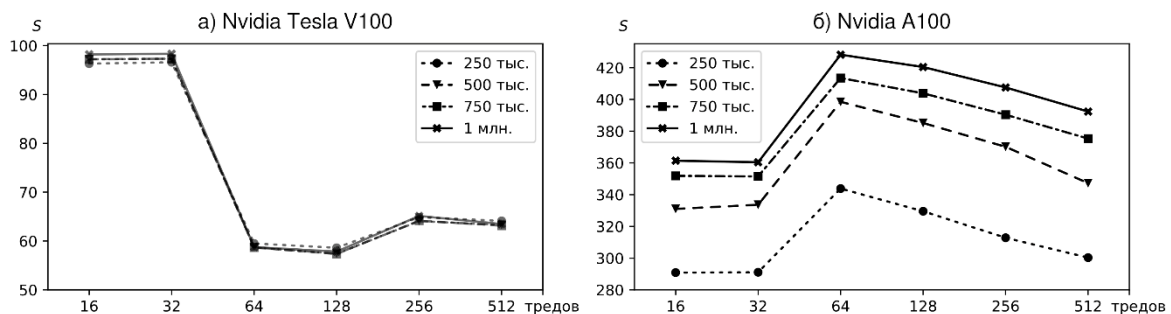 а) Nvidia Tesla V100
S
100
90
80
70
60
50
16 32 64 128 256 512 тредов
250 тыс.
500 тыс.
750 тыс.
1 млн.
б) Nvidia A100
S
420
400
380
360
340
320
300
280
16 32 64 128 256 512 тредов
250 тыс.
500 тыс.
750 тыс.
1 млн.